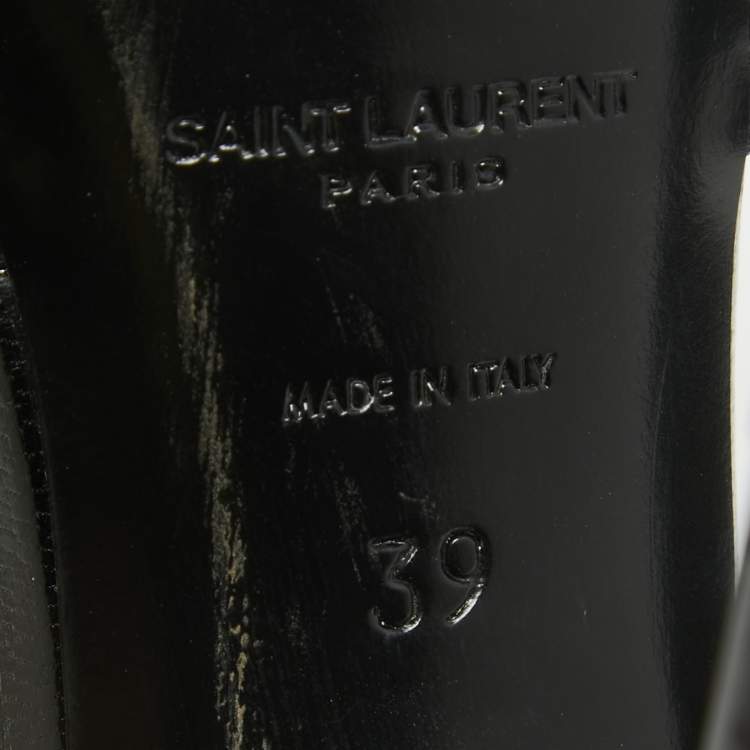 SAINT LAURENT
PARIS
MADE IN ITALY
39